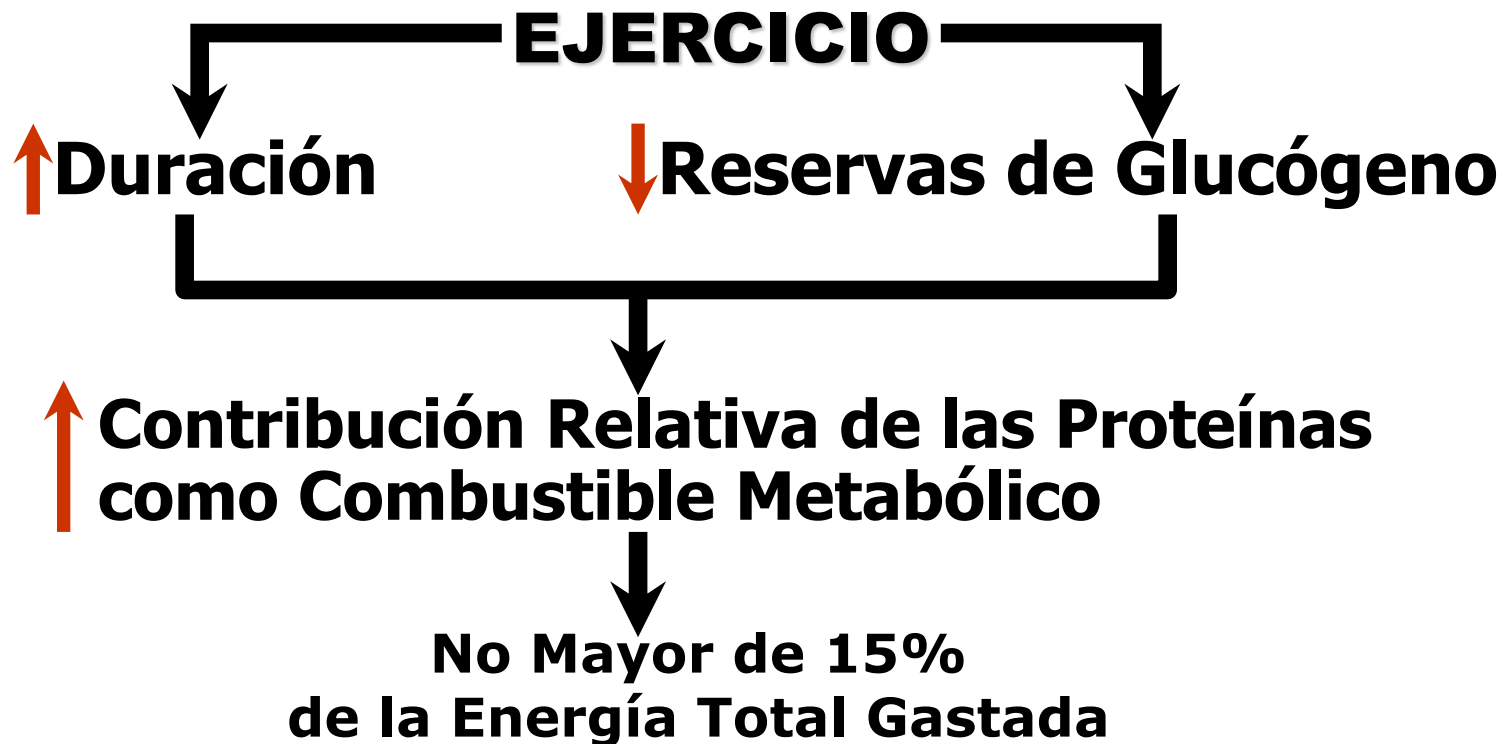 EJERCICIO
Duración
Reservas de Glucógeno
Contribución Relativa de las Proteínas
como Combustible Metabólico
No Mayor de 15%
de la Energía Total Gastada